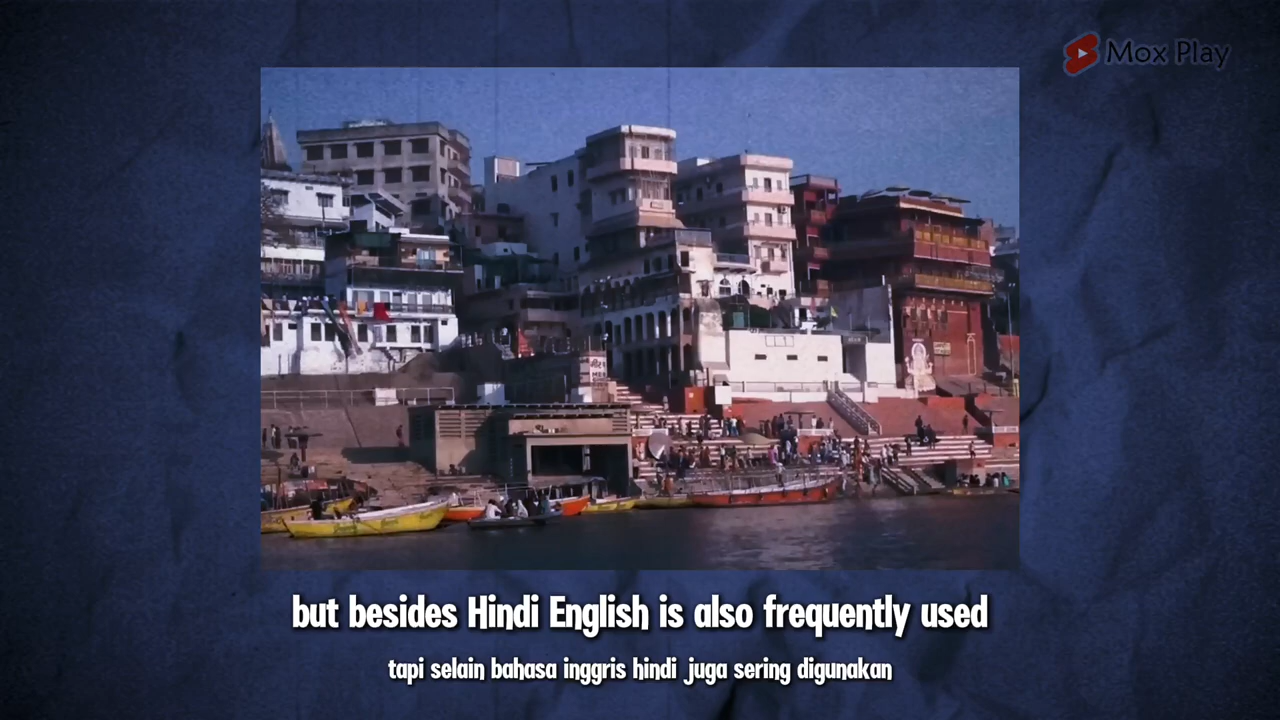 Mox Play
but besides Hindi English is also frequently used
tapi selain bahasa inggris hindi juga sering digunakan